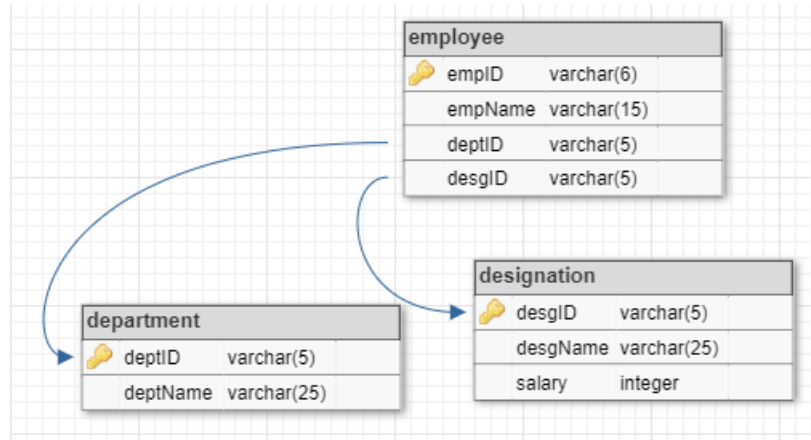 employee
empID varchar(6)
empName varchar(15)
deptID varchar(5)
desgID varchar(5)
designation
desgID varchar(5)
desgName varchar(25)
salary integer
department
deptID varchar(5)
deptName varchar(25)